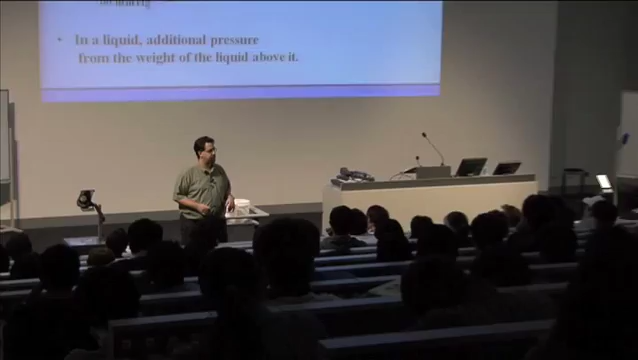 • In a liquid, additional pressure
from the weight of the liquid above it.